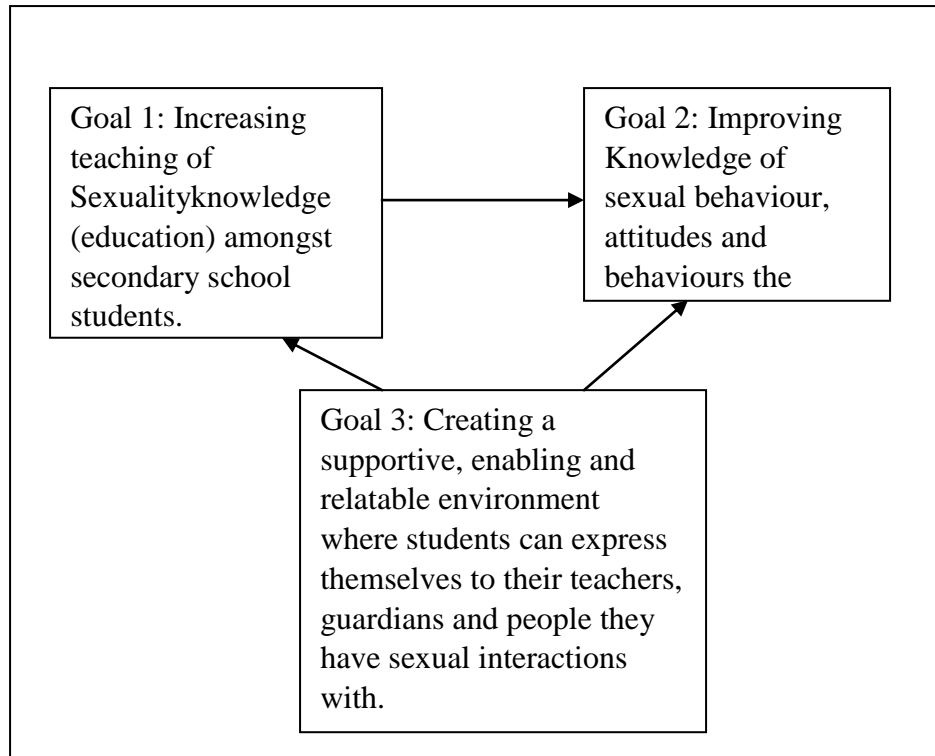 Goal 1: Increasing
teaching of
Sexualityknowledge
(education) amongst
secondary school
students.
Goal 2: Improving
Knowledge of
sexual behaviour,
attitudes and
behaviours the
Goal 3: Creating a
supportive, enabling and
relatable environment
where students can express
themselves to their teachers,
guardians and people they
have sexual interactions
with.